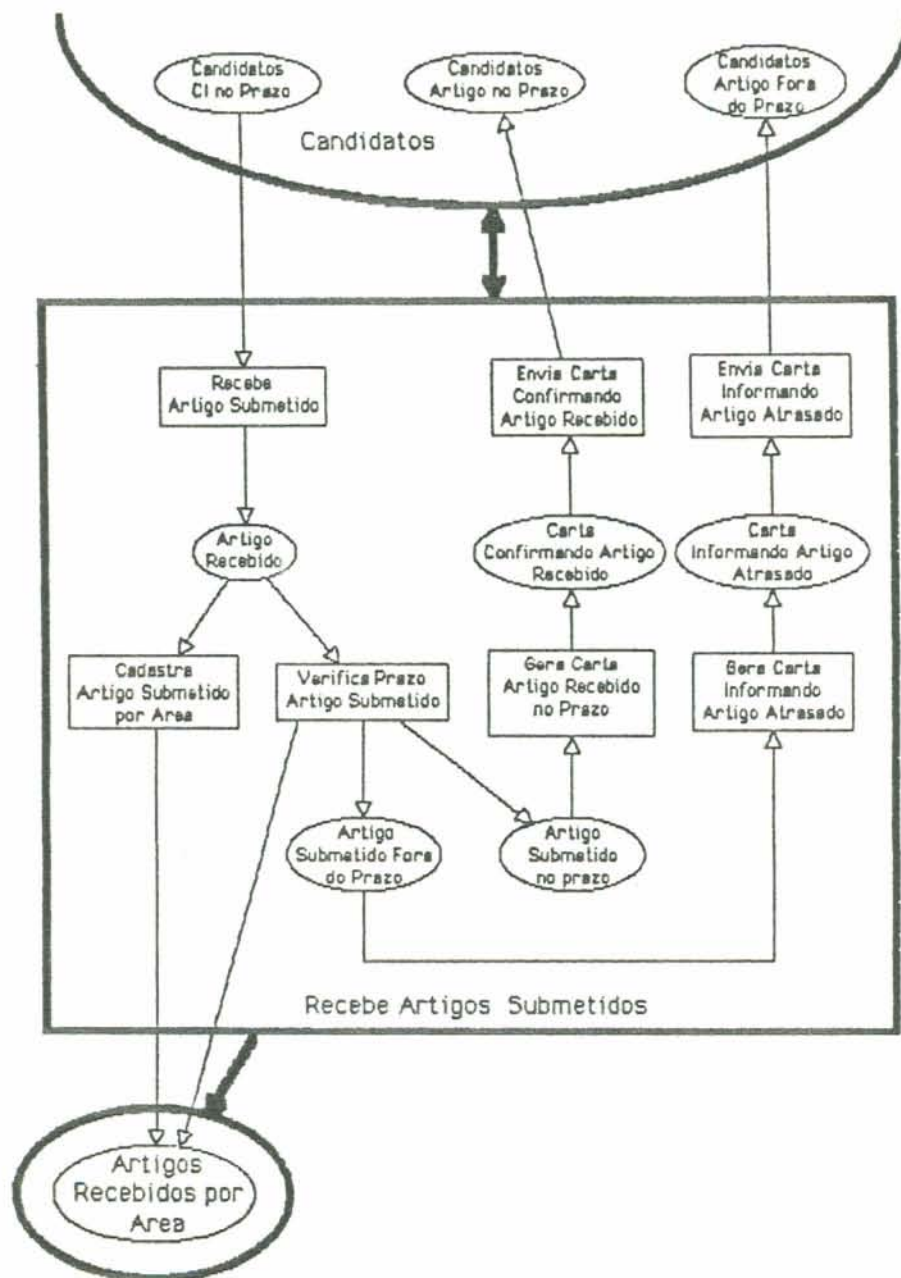 Candidatos
CI no Prazo
Candidatos
Artigo no Prazo
Candidatos
Artigo Fora
do Prazo
Candidatos
Recebe
Artigo Submetido
Envia Carta
Confirmando
Artigo Recebido
Envia Carta
Informando
Artigo Atrasado
Artigo
Recebido
Carta
Confirmando Artigo
Recebido
Carta
Informando Artigo
Atrasado
Cadastra
Artigo Submetido
por Area
Verifica Prazo
Artigo Submetido
Gera Carta
Artigo Recebido
no Prazo
Gera Carta
Informando
Artigo Atrasado
Artigo
Submetido Fora
do Prazo
Artigo
Submetido
no prazo
Recebe Artigos Submetidos
Artigos
Recebidos por
Area